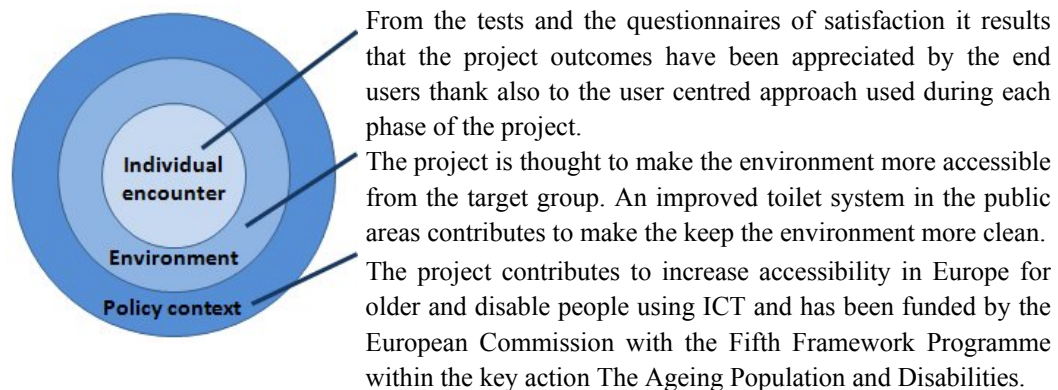 From the tests and the questionnaires of satisfaction it results
that the project outcomes have been appreciated by the end
users thank also to the user centred approach used during each
phase of the project.
The project is thought to make the environment more accessible
from the target group. An improved toilet system in the public
areas contributes to make the keep the environment more clean.
The project contributes to increase accessibility in Europe for
older and disable people using ICT and has been funded by the
European Commission with the Fifth Framework Programme
within the key action The Ageing Population and Disabilities.
Individual
encounter
Environment
Policy context